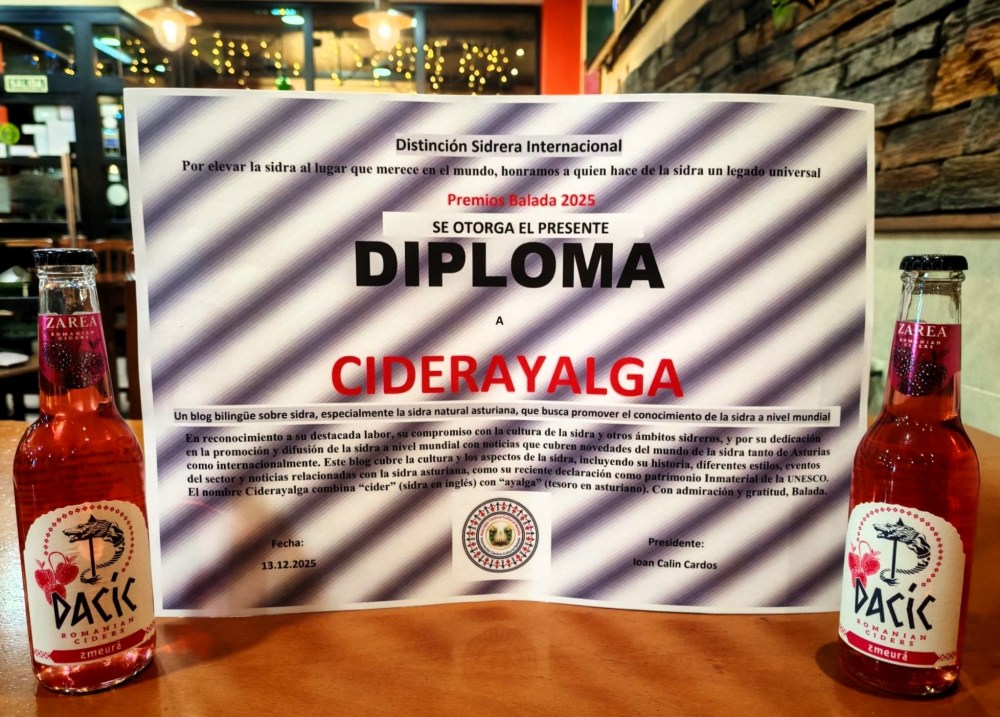 SALIDA
Distinción Sidrera Internacional
Por elevar la sidra al lugar que merece en el mundo, honramos a quien hace de la sidra un legado universal
Premios Balada 2025
SE OTORGA EL PRESENTE
DIPLOMA
A
CIDERAYALGA
Un blog bilingüe sobre sidra, especialmente la sidra natural asturiana, que busca promover el conocimiento de la sidra a nivel mundial
En reconocimiento a su destacada labor, su compromiso con la cultura de la sidra y otros ámbitos sidreros, y por su dedicación
en la promoción y difusión de la sidra a nivel mundial con noticias que cubren novedades del mundo de la sidra tanto de Asturias
como internacionalmente. Este blog cubre la cultura y los aspectos de la sidra, incluyendo su historia, diferentes estilos, eventos
del sector y noticias relacionadas con la sidra asturiana, como su reciente declaración como patrimonio Inmaterial de la UNESCO.
El nombre Ciderayalga combina “cider” (sidra en inglés) con “ayalga” (tesoro en asturiano). Con admiración y gratitud, Balada.
Fecha:
13.12.2025
Presidente:
Ioan Calin Cardos
ZAREA
ROMANIAN
CIDERS
DACIC
ROMANIAN
CIDERS
zmeură
ZAREA
ROMANIAN
CIDERS
DACIC
ROMANIAN
CIDERS
zmeură